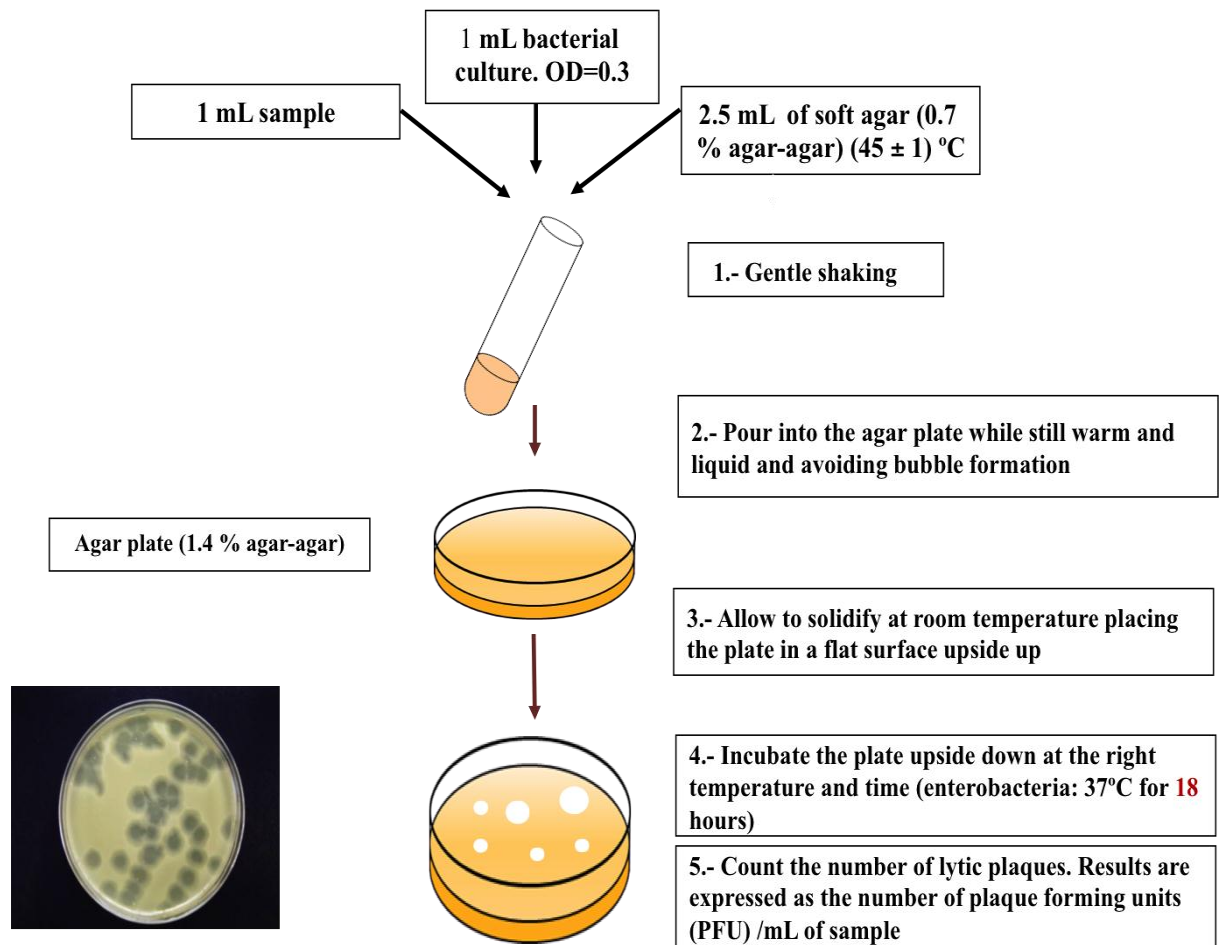 1 mL bacterial
culture. OD=0.3
1 mL sample
2.5 mL of soft agar (0.7
% agar-agar) (45 ± 1) ºC
1.- Gentle shaking
2.- Pour into the agar plate while still warm and
liquid and avoiding bubble formation
Agar plate (1.4 % agar-agar)
3.- Allow to solidify at room temperature placing
the plate in a flat surface upside up
4.- Incubate the plate upside down at the right
temperature and time (enterobacteria: 37ºC for 18
hours)
5.- Count the number of lytic plaques. Results are
expressed as the number of plaque forming units
(PFU) /mL of sample